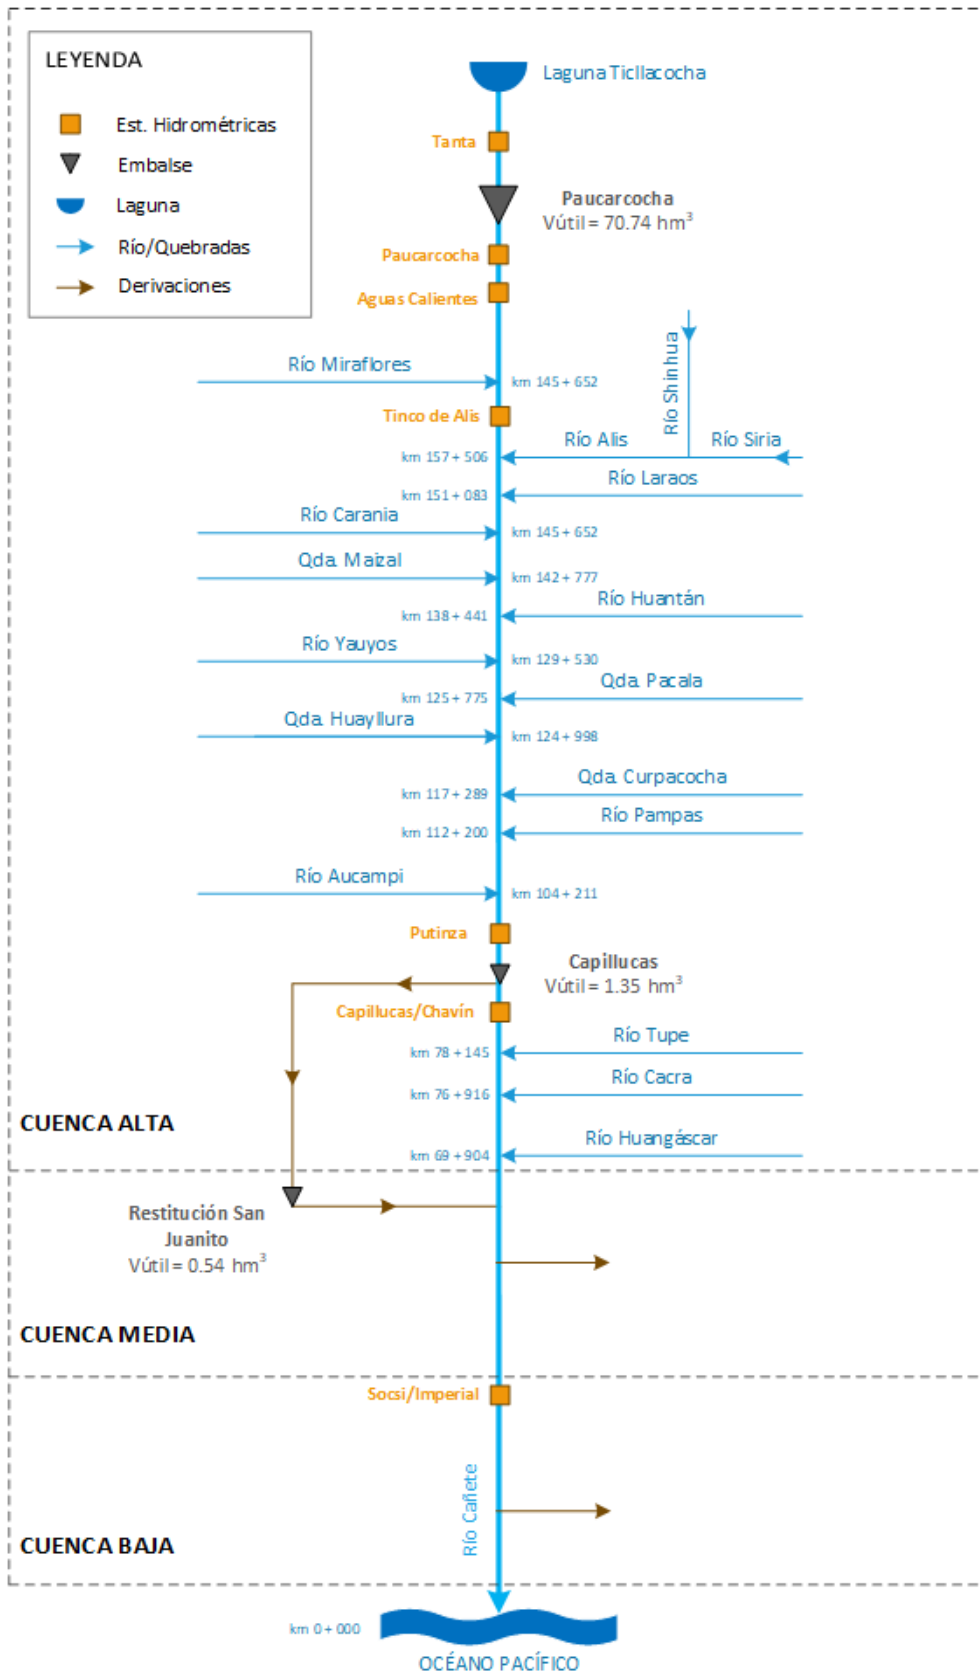 LEYENDA
Est. Hidrométricas
Embalse
Laguna
Río/Quebradas
Derivaciones
Laguna Ticllacocha
Tanta
Paucarcocha
Vútil = 70.74 hm³
Paucarcocha
Aguas Calientes
Río Miraflores
km 145 + 652
Río Shinhua
Tinco de Alis
Río Alis
Río Siria
km 157 + 506
Río Laraos
km 151 + 083
Río Carania
km 145 + 652
Qda. Maizal
km 142 + 777
Río Huantán
km 138 + 441
Río Yauyos
km 129 + 530
Qda. Pacala
km 125 + 775
Qda. Huayllura
km 124 + 998
Qda. Curpacocha
km 117 + 289
Río Pampas
km 112 + 200
Río Aucampi
km 104 + 211
Putinza
Capillucas
Vútil = 1.35 hm³
Capillucas/Chavín
Río Tupe
km 78 + 145
Río Cacra
km 76 + 916
CUENCA ALTA
Río Huangáscar
km 69 + 904
Restitución San
Juanito
Vútil = 0.54 hm³
CUENCA MEDIA
Socsi/Imperial
Río Cañete
CUENCA BAJA
km 0 + 000
OCÉANO PACÍFICO